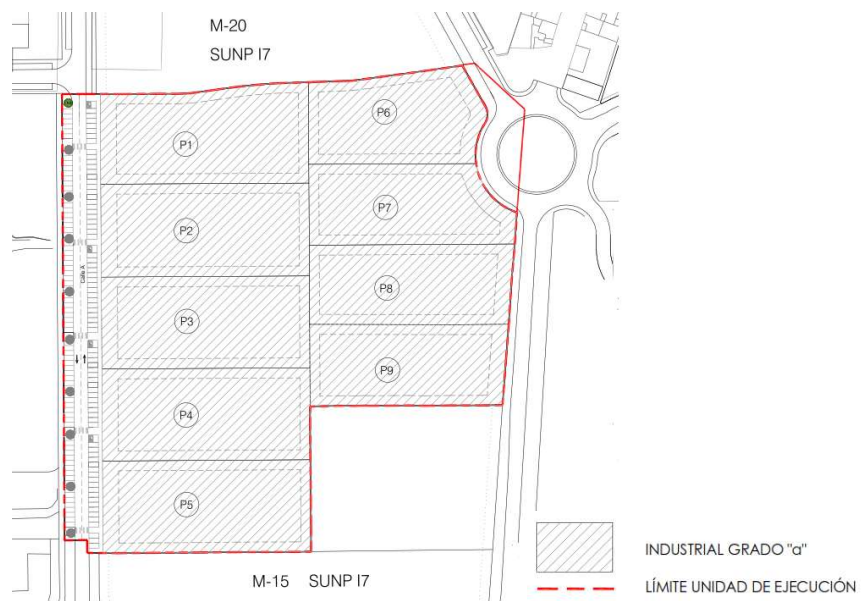 M-20
SUNP I7
P1
P6
P2
P7
Calle A
P3
P8
P4
P9
P5
M-15 SUNP I7
INDUSTRIAL GRADO "a"
LÍMITE UNIDAD DE EJECUCIÓN